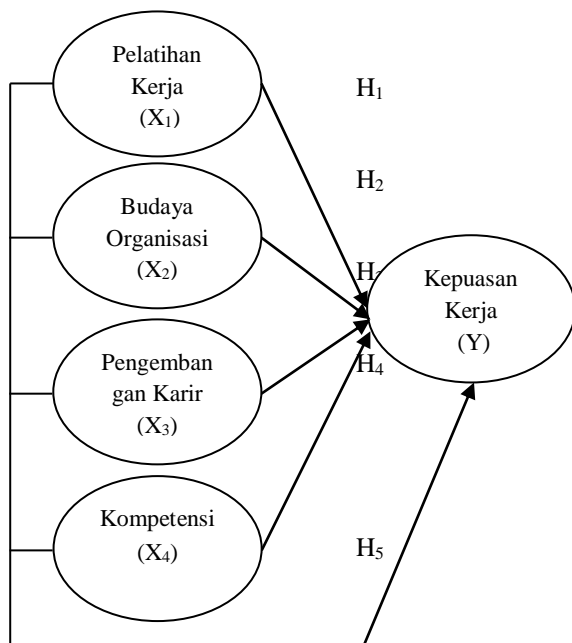 Pelatihan
Kerja
(X₁)
H₁
H₂
Budaya
Organisasi
(X₂)
Kepuasan
Kerja
(Y)
Pengemban
gan Karir
(X₃)
H₄
Kompetensi
(X₄)
H₅